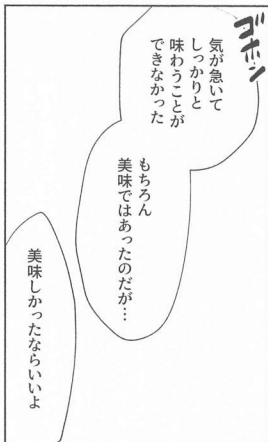 ゴホン
気が急いて
しっかりと
味わうことが
できなかった
もちろん
美味ではあったのだが…
美味しかったならいいよ